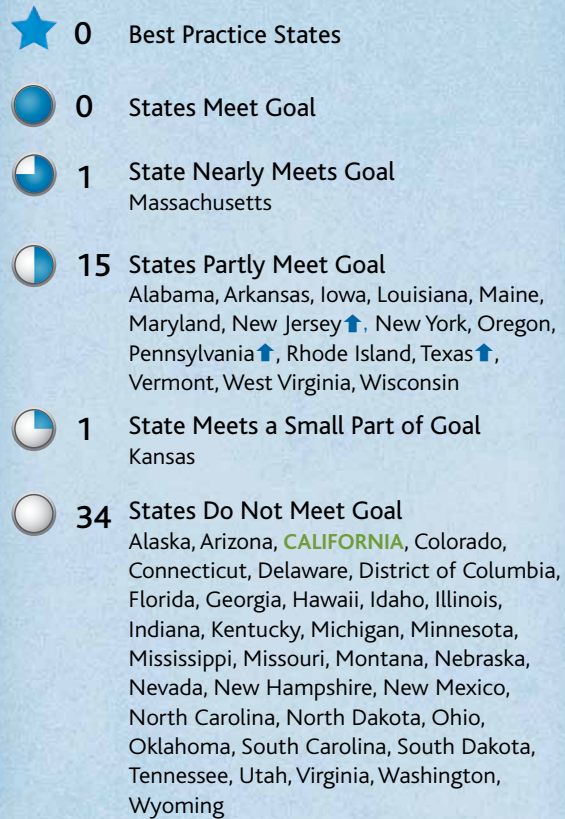 0 Best Practice States
0 States Meet Goal
1 State Nearly Meets Goal
Massachusetts
15 States Partly Meet Goal
Alabama, Arkansas, Iowa, Louisiana, Maine,
Maryland, New Jersey⬆, New York, Oregon,
Pennsylvania⬆, Rhode Island, Texas⬆,
Vermont, West Virginia, Wisconsin
1 State Meets a Small Part of Goal
Kansas
34 States Do Not Meet Goal
Alaska, Arizona, CALIFORNIA, Colorado,
Connecticut, Delaware, District of Columbia,
Florida, Georgia, Hawaii, Idaho, Illinois,
Indiana, Kentucky, Michigan, Minnesota,
Mississippi, Missouri, Montana, Nebraska,
Nevada, New Hampshire, New Mexico,
North Carolina, North Dakota, Ohio,
Oklahoma, South Carolina, South Dakota,
Tennessee, Utah, Virginia, Washington,
Wyoming